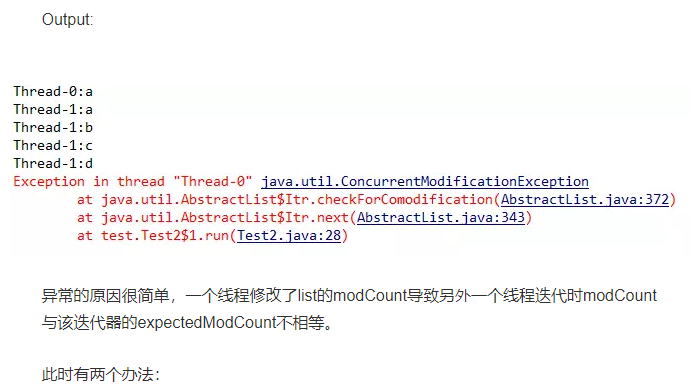 Output:
Thread-0:a
Thread-1:a
Thread-1:b
Thread-1:c
Thread-1:d
Exception in thread "Thread-0" java.util.ConcurrentModificationException
at java.util.AbstractList$Itr.checkForComodification(AbstractList.java:372)
at java.util.AbstractList$Itr.next(AbstractList.java:343)
at test.Test2$1.run(Test2.java:28)
异常的原因很简单，一个线程修改了list的modCount导致另外一个线程迭代时modCount
与该迭代器的expectedModCount不相等。
此时有两个办法：